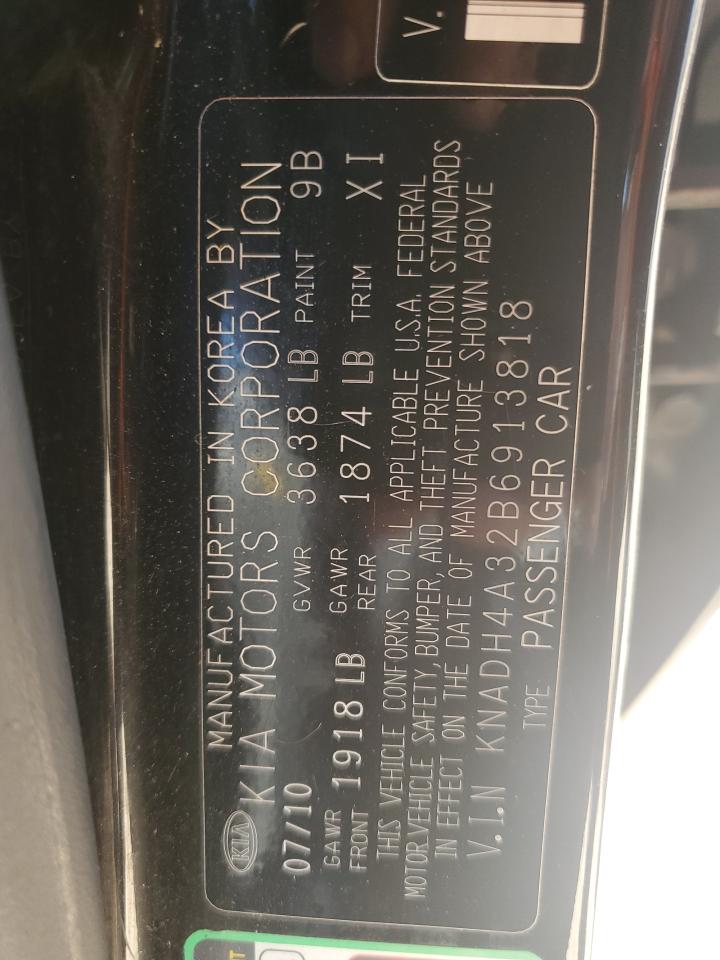 KIA
MANUFACTURED IN KOREA BY
KIA MOTORS CORPORATION
07/10 GVWR 3638 LB PAINT 9B
GAWR FRONT 1918 LB GAWR REAR 1874 LB TRIM XI
THIS VEHICLE CONFORMS TO ALL APPLICABLE U.S.A. FEDERAL
MOTOR VEHICLE SAFETY, BUMPER, AND THEFT PREVENTION STANDARDS
IN EFFECT ON THE DATE OF MANUFACTURE SHOWN ABOVE
V.I.N KNADH4A32B6913818
TYPE PASSENGER CAR
V.